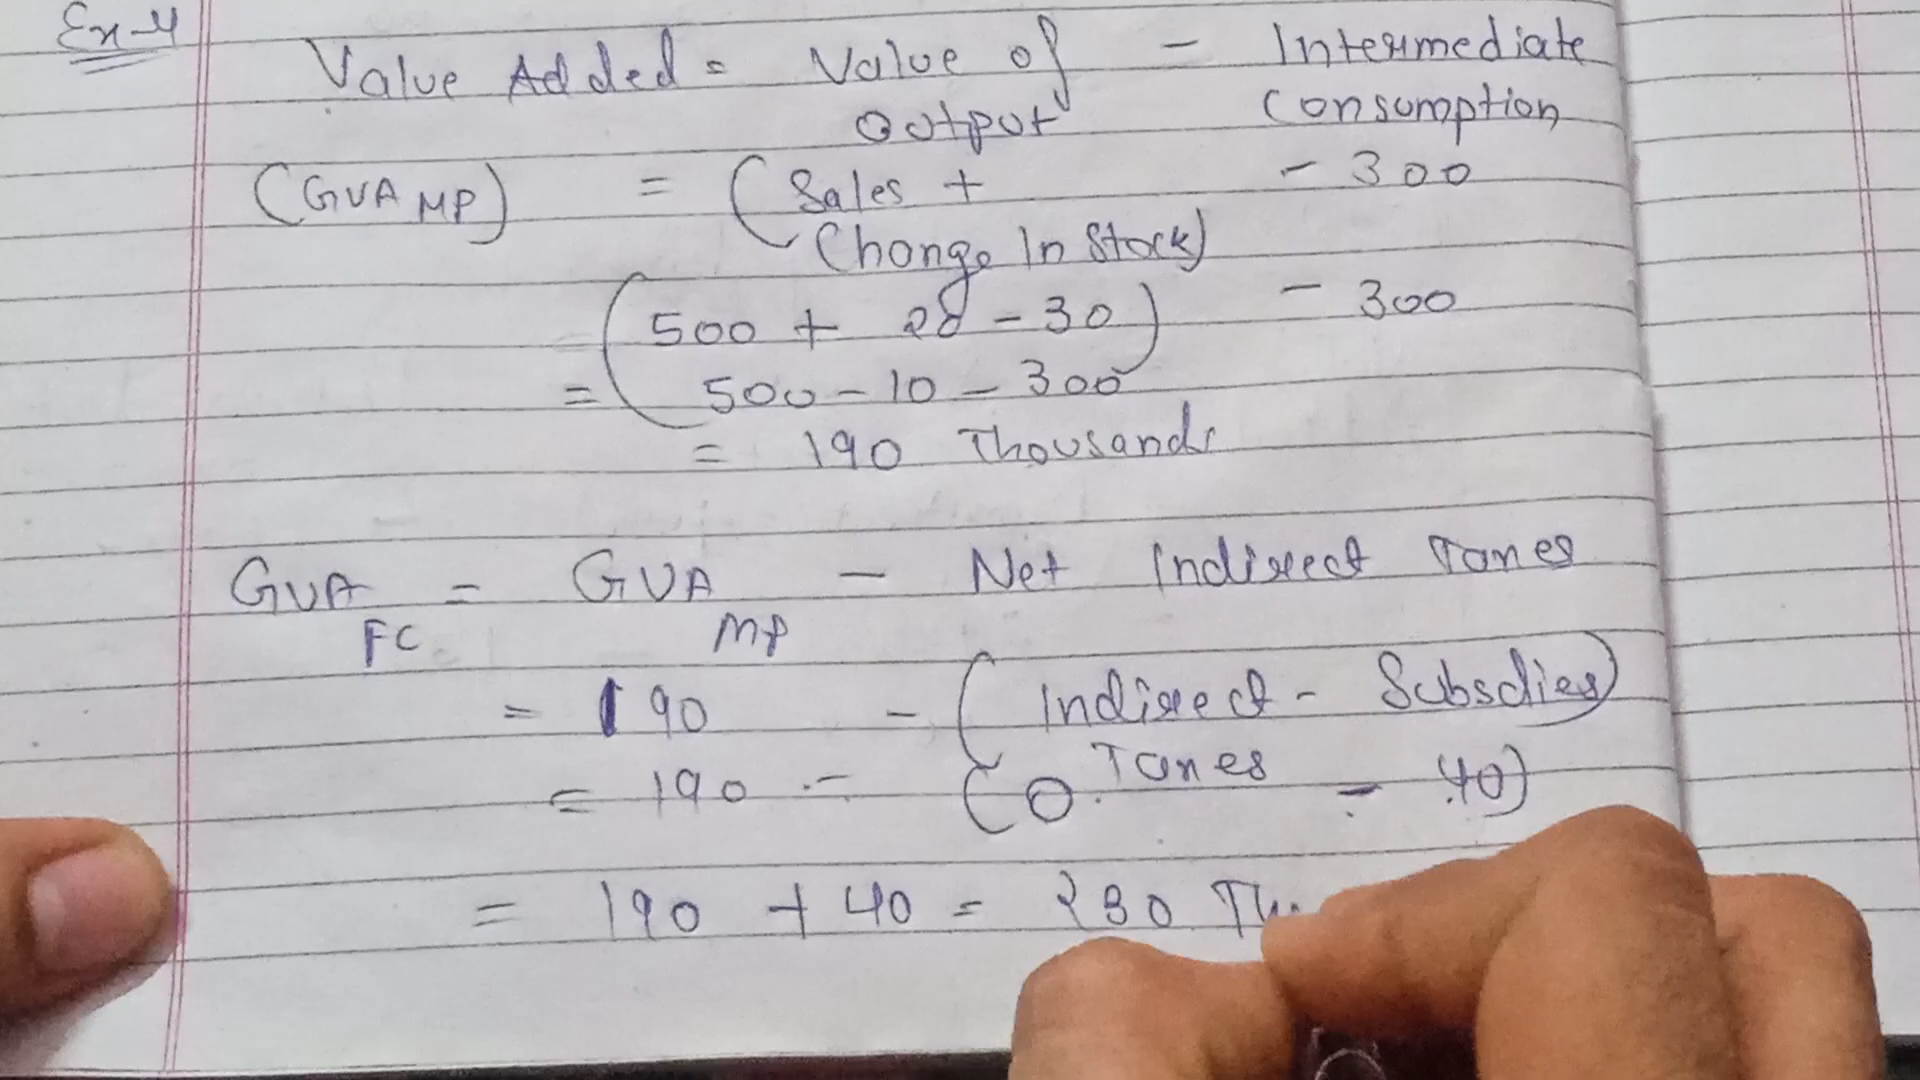 Ex-4
Value Added = Value of output - Intermediate Consumption
(GVA MP) = (Sales + Change In Stock) - 300
= (500 + 20 - 30) - 300
= 500 - 10 - 300
= 190 Thousands
GVA FC = GVA MP - Net Indirect Taxes
= 190 - (Indirect Taxes - Subsdies)
= 190 - (0 - 40)
= 190 + 40 = 230